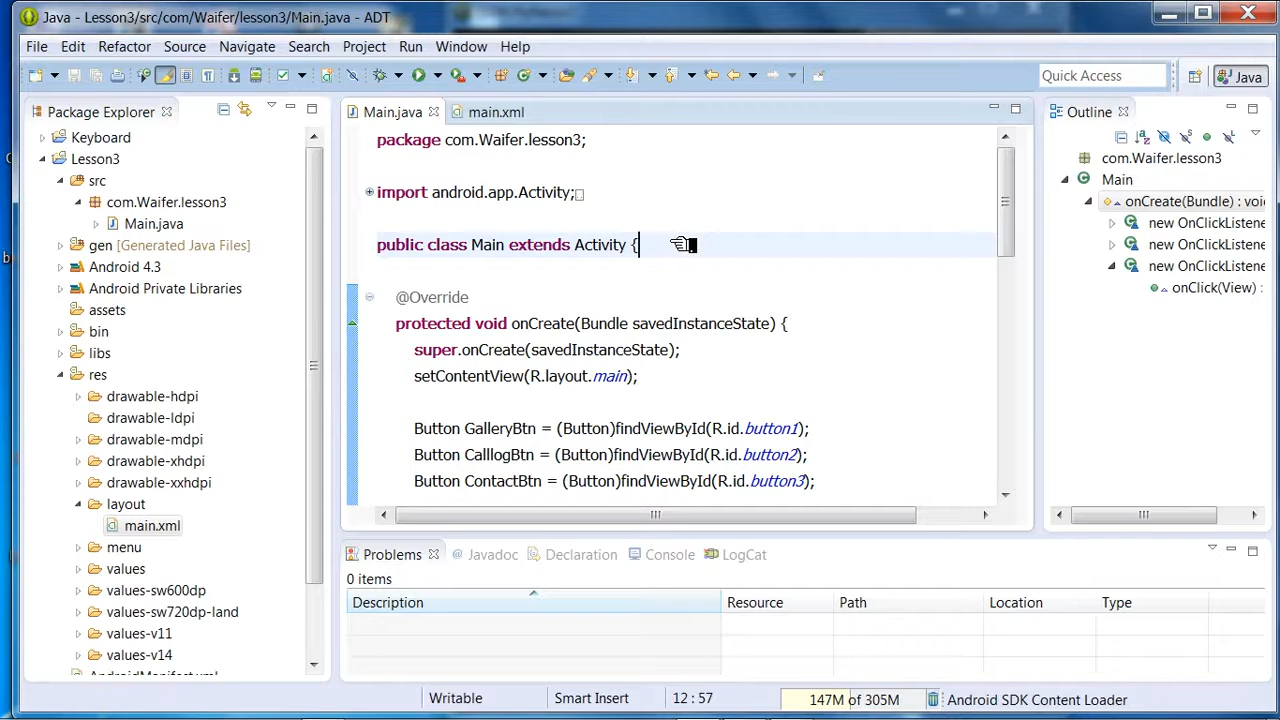 Java - Lesson3/src/com/Waifer/lesson3/Main.java - ADT
File Edit Refactor Source Navigate Search Project Run Window Help
Quick Access
Java
Package Explorer
Keyboard
Lesson3
src
com.Waifer.lesson3
Main.java
gen [Generated Java Files]
Android 4.3
Android Private Libraries
assets
bin
libs
res
drawable-hdpi
drawable-ldpi
drawable-mdpi
drawable-xhdpi
drawable-xxhdpi
layout
main.xml
menu
values
values-sw600dp
values-sw720dp-land
values-v11
values-v14
AndroidManifest.xml
Main.java main.xml
package com.Waifer.lesson3;
import android.app.Activity;
public class Main extends Activity {
@Override
protected void onCreate(Bundle savedInstanceState) {
super.onCreate(savedInstanceState);
setContentView(R.layout.main);
Button GalleryBtn = (Button)findViewById(R.id.button1);
Button CalllogBtn = (Button)findViewById(R.id.button2);
Button ContactBtn = (Button)findViewById(R.id.button3);
Outline
com.Waifer.lesson3
Main
onCreate(Bundle) : void
new OnClickListene
new OnClickListene
new OnClickListene
onClick(View) :
Problems @ Javadoc Declaration Console LogCat
0 items
Description Resource Path Location Type
Writable Smart Insert 12 : 57 147M of 305M Android SDK Content Loader